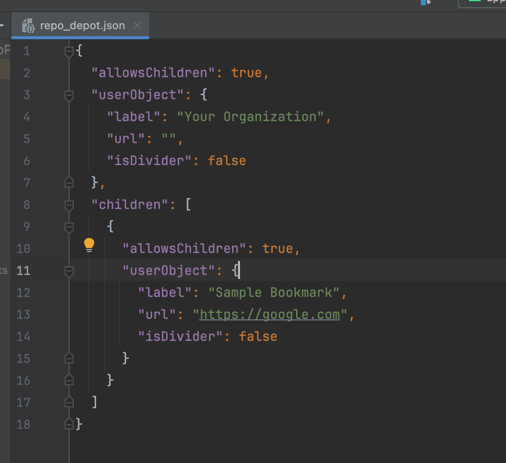 repo_depot.json
1 {
2 "allowsChildren": true,
3 "userObject": {
4 "label": "Your Organization",
5 "url": "",
6 "isDivider": false
7 },
8 "children": [
9 {
10 "allowsChildren": true,
11 "userObject": {
12 "label": "Sample Bookmark",
13 "url": "https://google.com",
14 "isDivider": false
15 }
16 }
17 ]
18 }